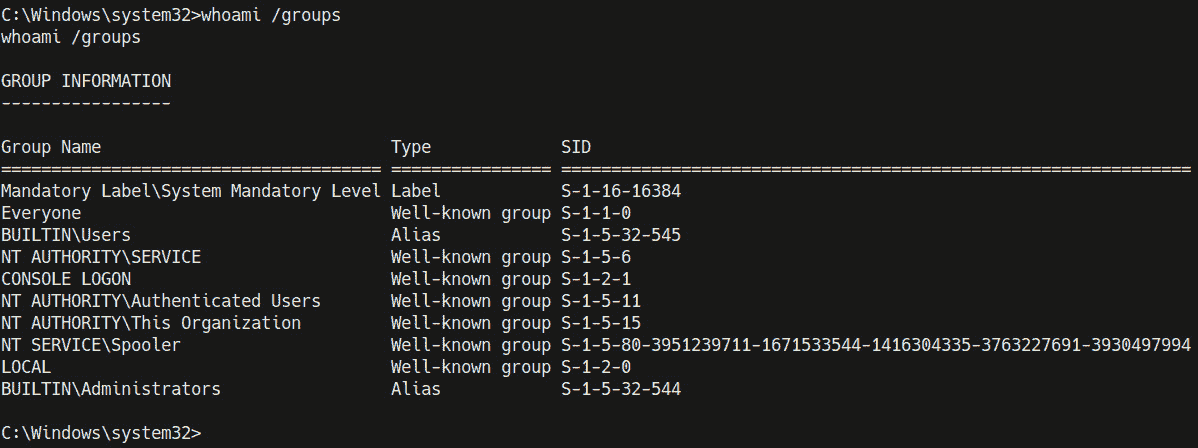 C:\Windows\system32>whoami /groups
whoami /groups

GROUP INFORMATION
-----------------

Group Name                             Type             SID
====================================== ================ ===============================================================
Mandatory Label\System Mandatory Level Label            S-1-16-16384
Everyone                               Well-known group S-1-1-0
BUILTIN\Users                          Alias            S-1-5-32-545
NT AUTHORITY\SERVICE                   Well-known group S-1-5-6
CONSOLE LOGON                          Well-known group S-1-2-1
NT AUTHORITY\Authenticated Users       Well-known group S-1-5-11
NT AUTHORITY\This Organization         Well-known group S-1-5-15
NT SERVICE\Spooler                     Well-known group S-1-5-80-3951239711-1671533544-1416304335-3763227691-3930497994
LOCAL                                  Well-known group S-1-2-0
BUILTIN\Administrators                 Alias            S-1-5-32-544

C:\Windows\system32>